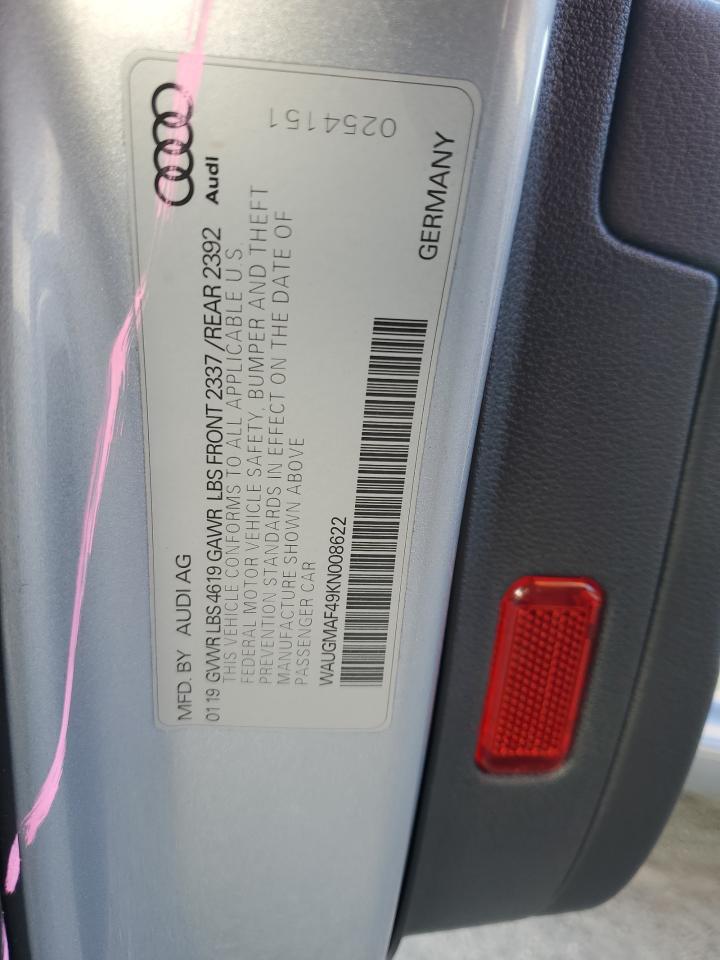 MFD. BY AUDI AG
01 19 GVWR LBS 4619 GAWR LBS FRONT 2337 /REAR 2392
THIS VEHICLE CONFORMS TO ALL APPLICABLE U S.
FEDERAL MOTOR VEHICLE SAFETY, BUMPER AND THEFT
PREVENTION STANDARDS IN EFFECT ON THE DATE OF
MANUFACTURE SHOWN ABOVE
PASSENGER CAR
WAUGMAF49KN008622
Audi
0254151
GERMANY